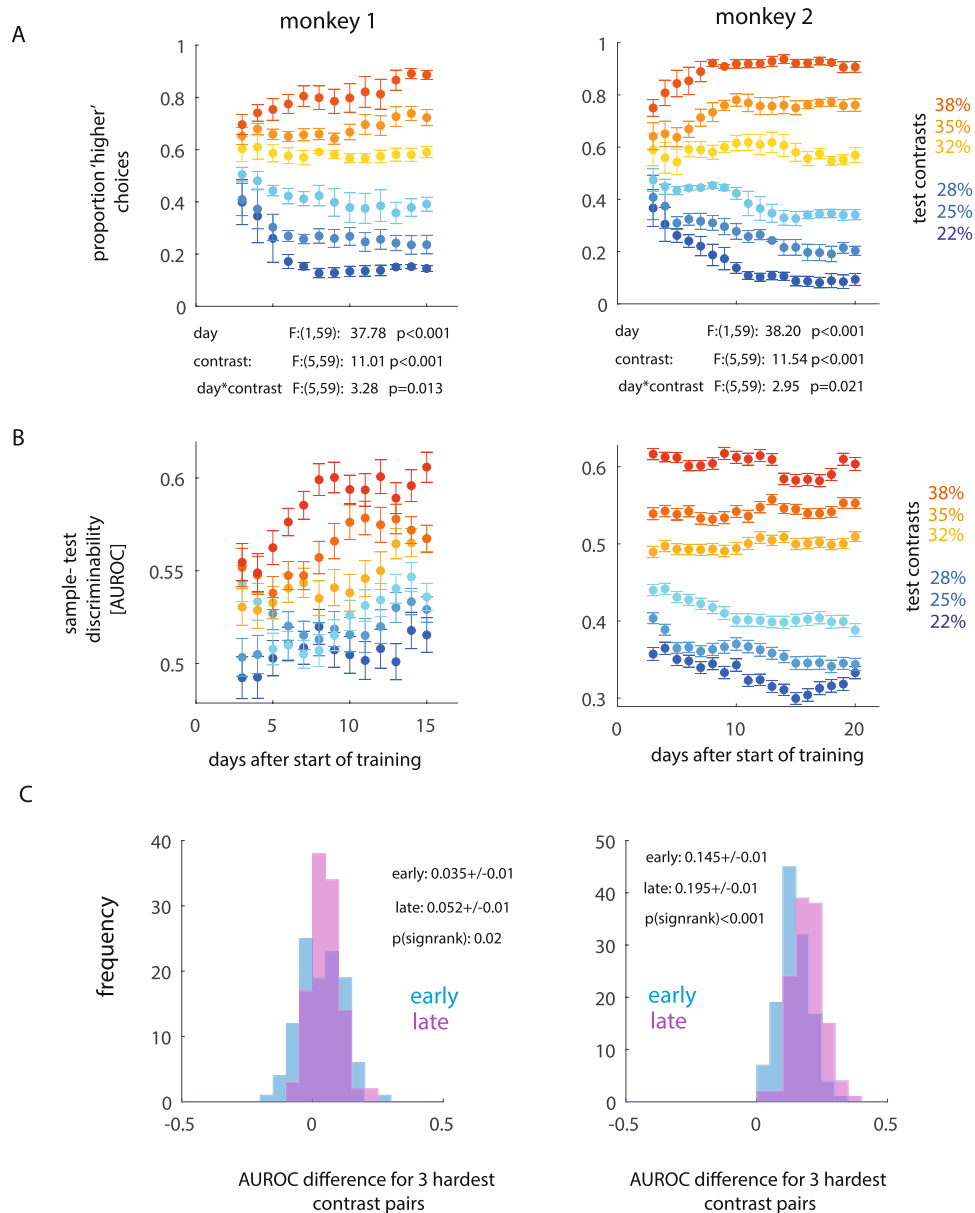 monkey 1
monkey 2
A
1
0.8
0.6
0.4
0.2
0
proportion 'higher' choices
1
0.8
0.6
0.4
0.2
0
0
10
20
test contrasts
38%
35%
32%
28%
25%
22%
day F:(1,59): 37.78 p<0.001
contrast: F:(5,59): 11.01 p<0.001
day*contrast F:(5,59): 3.28 p=0.013
day F:(1,59): 38.20 p<0.001
contrast: F:(5,59): 11.54 p<0.001
day*contrast F:(5,59): 2.95 p=0.021
B
sample- test
discriminability
[AUROC]
0.6
0.55
0.5
0
5
10
15
days after start of training
0.6
0.5
0.4
0.3
0
10
20
days after start of training
test contrasts
38%
35%
32%
28%
25%
22%
C
frequency
40
30
20
10
0
-0.5
0
0.5
early: 0.035+/-0.01
late: 0.052+/-0.01
p(signrank): 0.02
early
late
AUROC difference for 3 hardest
contrast pairs
50
40
30
20
10
0
-0.5
0
0.5
early: 0.145+/-0.01
late: 0.195+/-0.01
p(signrank)<0.001
early
late
AUROC difference for 3 hardest
contrast pairs